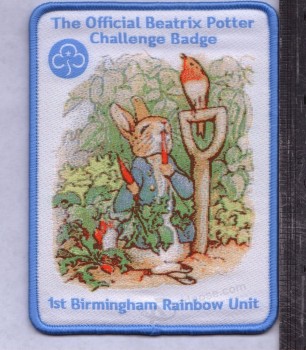 The Official Beatrix Potter
Challenge Badge
1st Birmingham Rainbow Unit